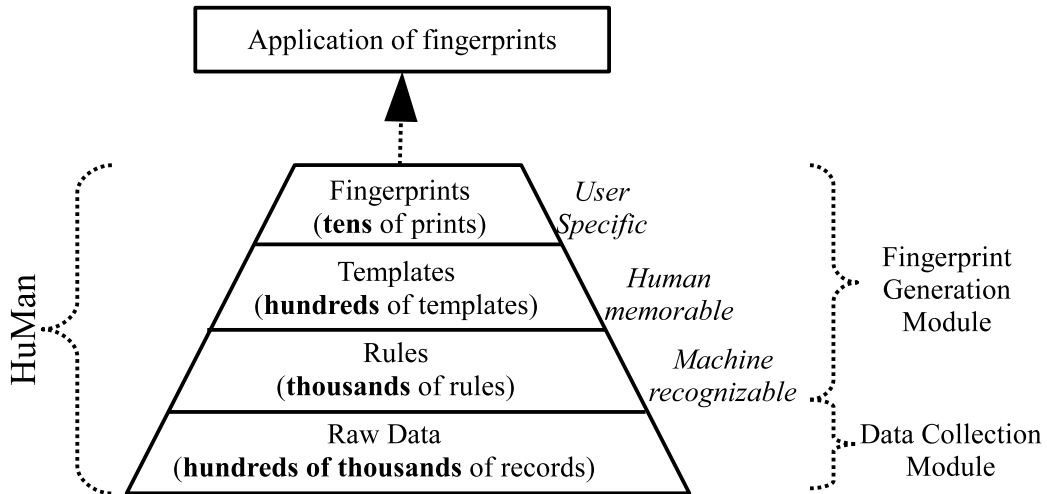 Application of fingerprints
HuMan
Fingerprints
(tens of prints)
User
Specific
Templates
(hundreds of templates)
Human
memorable
Rules
(thousands of rules)
Machine
recognizable
Raw Data
(hundreds of thousands of records)
Fingerprint
Generation
Module
Data Collection
Module